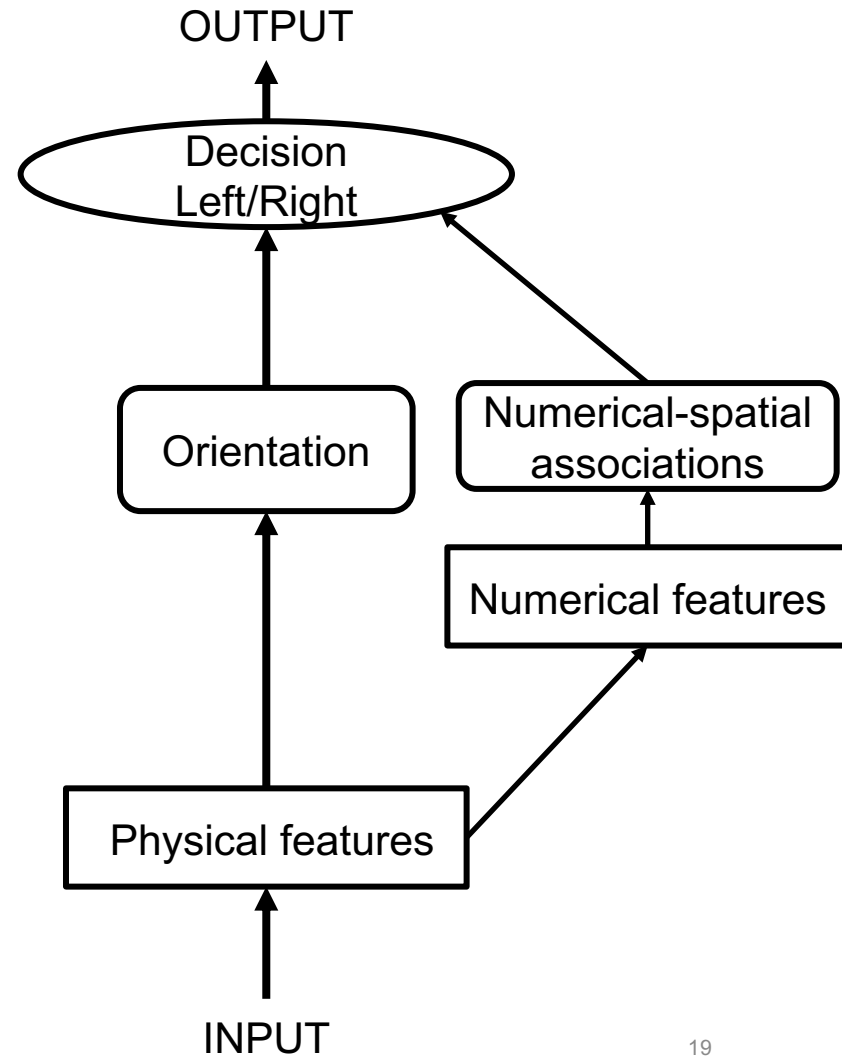 OUTPUT
Decision
Left/Right
Orientation
Numerical-spatial
associations
Numerical features
Physical features
INPUT
19